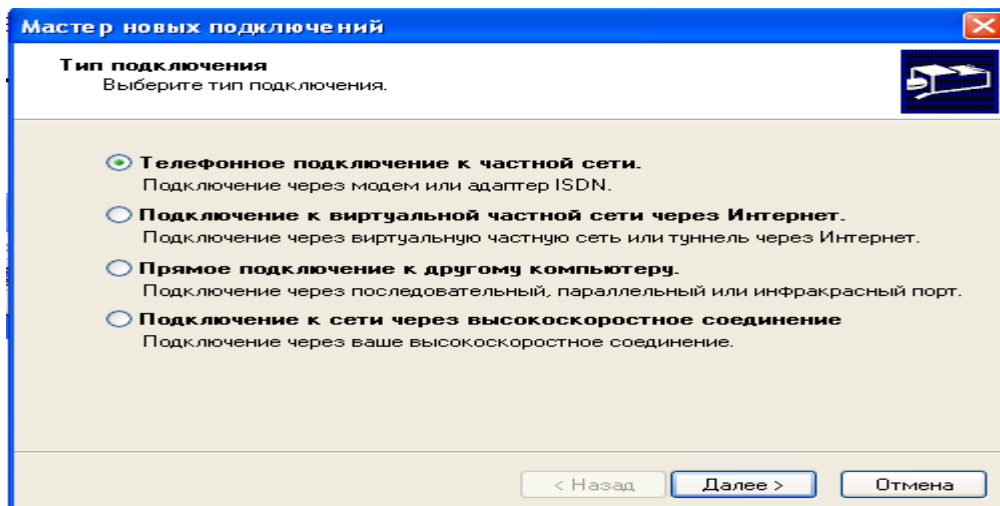 Мастер новых подключений
Тип подключения
Выберите тип подключения.
Телефонное подключение к частной сети.
Подключение через модем или адаптер ISDN.
Подключение к виртуальной частной сети через Интернет.
Подключение через виртуальную частную сеть или туннель через Интернет.
Прямое подключение к другому компьютеру.
Подключение через последовательный, параллельный или инфракрасный порт.
Подключение к сети через высокоскоростное соединение
Подключение через ваше высокоскоростное соединение.
< Назад
Далее >
Отмена